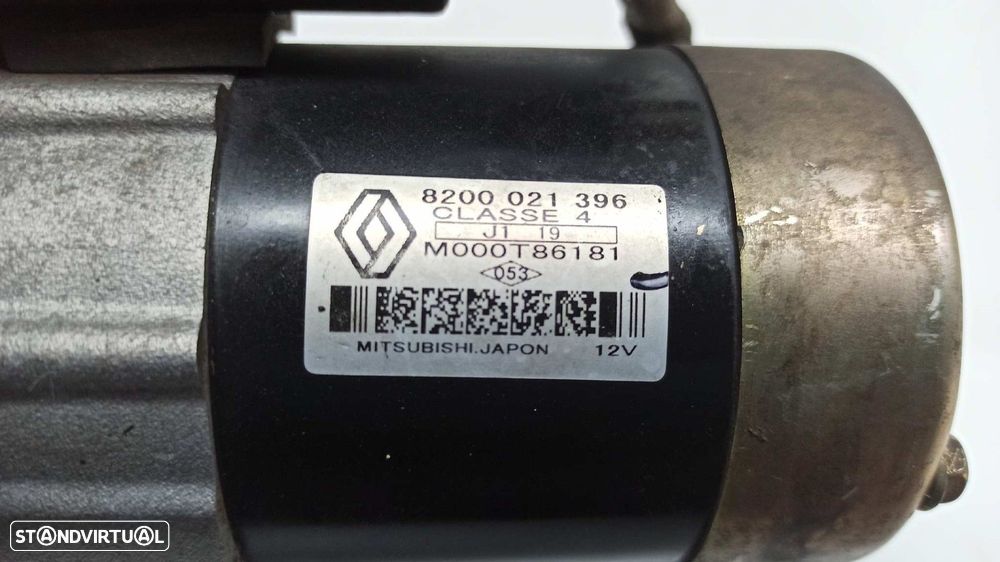 8200 021 396
CLASSE 4
J1 19
M000T86181
053
MITSUBISHI.JAPON 12V
STANDVIRTUAL